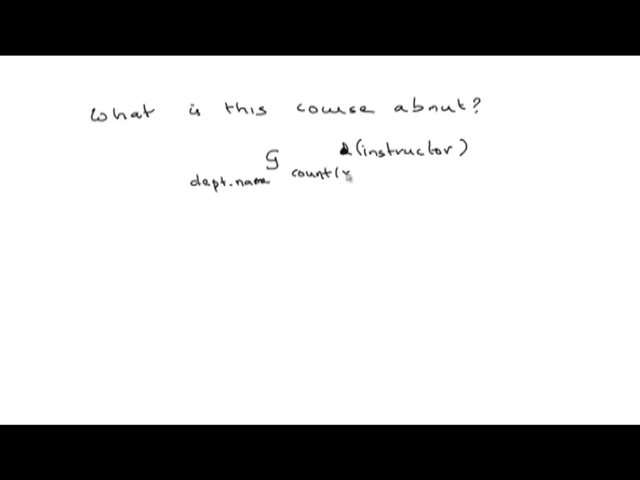 What is this course about?
G (instructor)
dept.name count(